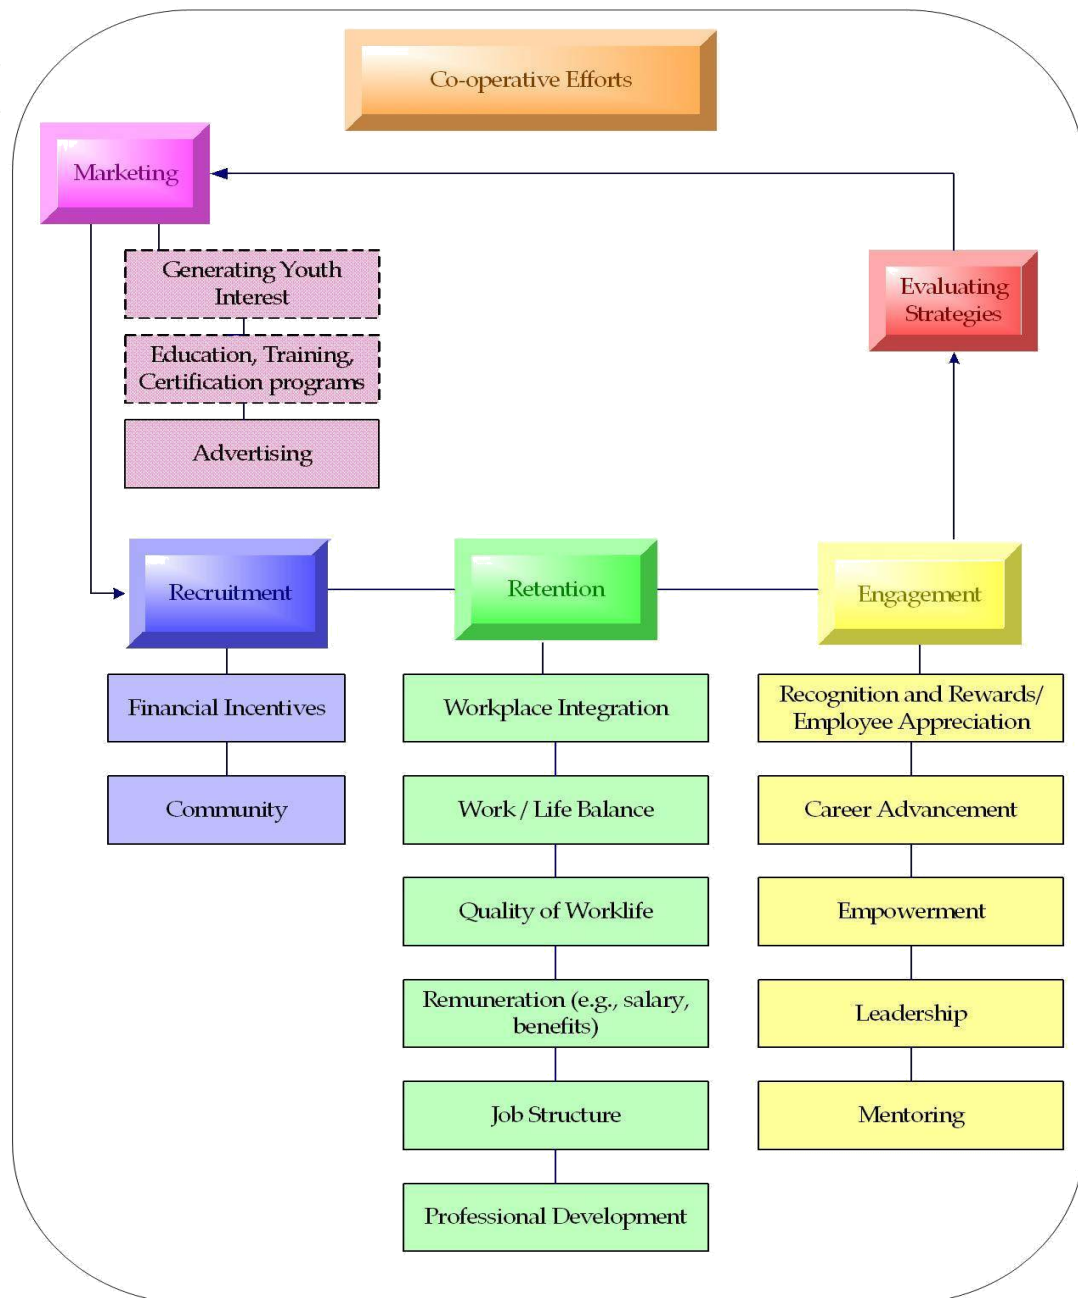 Co-operative Efforts
Marketing
Generating Youth
Interest
Education, Training,
Certification programs
Advertising
Evaluating
Strategies
Recruitment
Financial Incentives
Community
Retention
Workplace Integration
Work / Life Balance
Quality of Worklife
Remuneration (e.g., salary,
benefits)
Job Structure
Professional Development
Engagement
Recognition and Rewards/
Employee Appreciation
Career Advancement
Empowerment
Leadership
Mentoring